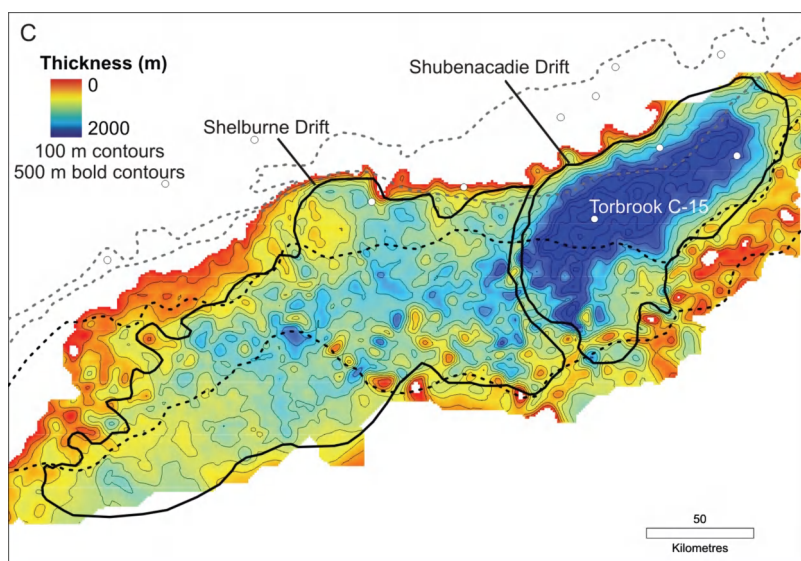 C
Thickness (m)
0
2000
100 m contours
500 m bold contours
Shelburne Drift
Shubenacadie Drift
Torbrook C-15
50
Kilometres